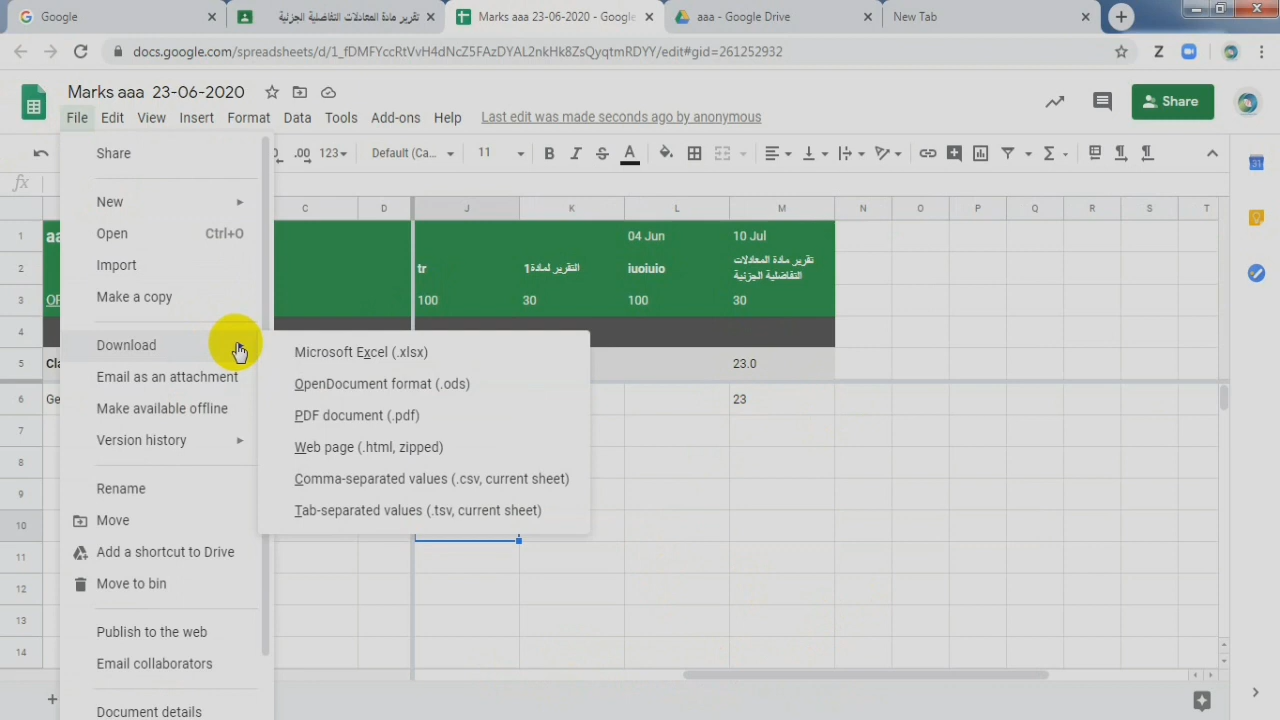 Google
تقرير مادة المعادلات التفاضلية الجزئية
Marks aaa 23-06-2020 - Google
aaa - Google Drive
New Tab
docs.google.com/spreadsheets/d/1_fDMFYccRtVvH4dNcZ5FAzDYAL2nkHk8ZsQyqtmRDYY/edit#gid=261252932
Z
Marks aaa 23-06-2020
Share
File Edit View Insert Format Data Tools Add-ons Help Last edit was made seconds ago by anonymous
.00 123 Default (Ca... 11 B I S A
fx
C D J K L M N O P Q R S T
1 04 Jun 10 Jul
2 tr التقرير لمادة1 iuoiuio تقرير مادة المعادلات
التفاضلية الجزئية
3 100 30 100 30
4
5 23.0
6 23
7
8
9
10
11
12
13
14
Share
New
Open Ctrl+O
Import
Make a copy
Download
Email as an attachment
Make available offline
Version history
Rename
Move
Add a shortcut to Drive
Move to bin
Publish to the web
Email collaborators
Document details
Microsoft Excel (.xlsx)
OpenDocument format (.ods)
PDF document (.pdf)
Web page (.html, zipped)
Comma-separated values (.csv, current sheet)
Tab-separated values (.tsv, current sheet)